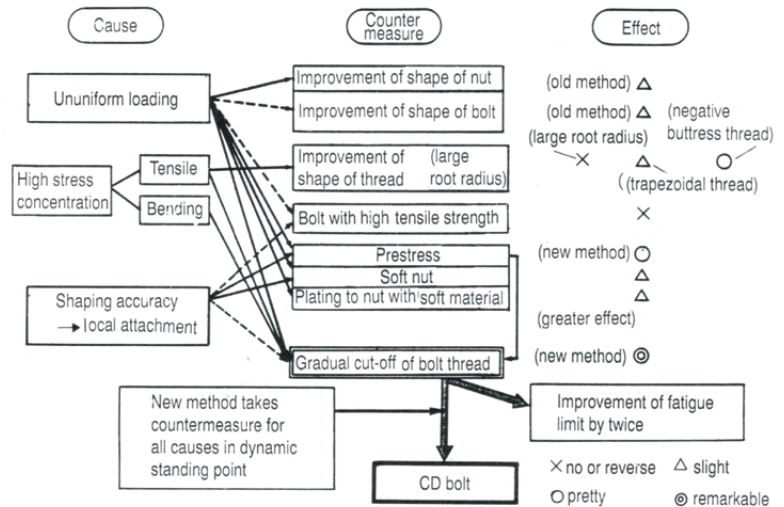 Cause
Counter
measure
Effect
Ununiform loading
Improvement of shape of nut
Improvement of shape of bolt
(old method) △
(old method) △
(negative
buttress thread)
(large root radius)
High stress
concentration
Tensile
Bending
Improvement of
shape of thread
(large
root radius)
× △ ○
(trapezoidal thread)
Bolt with high tensile strength
×
Shaping accuracy
→ local attachment
Prestress
Soft nut
Plating to nut with soft material
(new method) ○
△
△
(greater effect)
Gradual cut-off of bolt thread
(new method) ◎
New method takes
countermeasure for
all causes in dynamic
standing point
Improvement of fatigue
limit by twice
CD bolt
× no or reverse △ slight
○ pretty ◎ remarkable